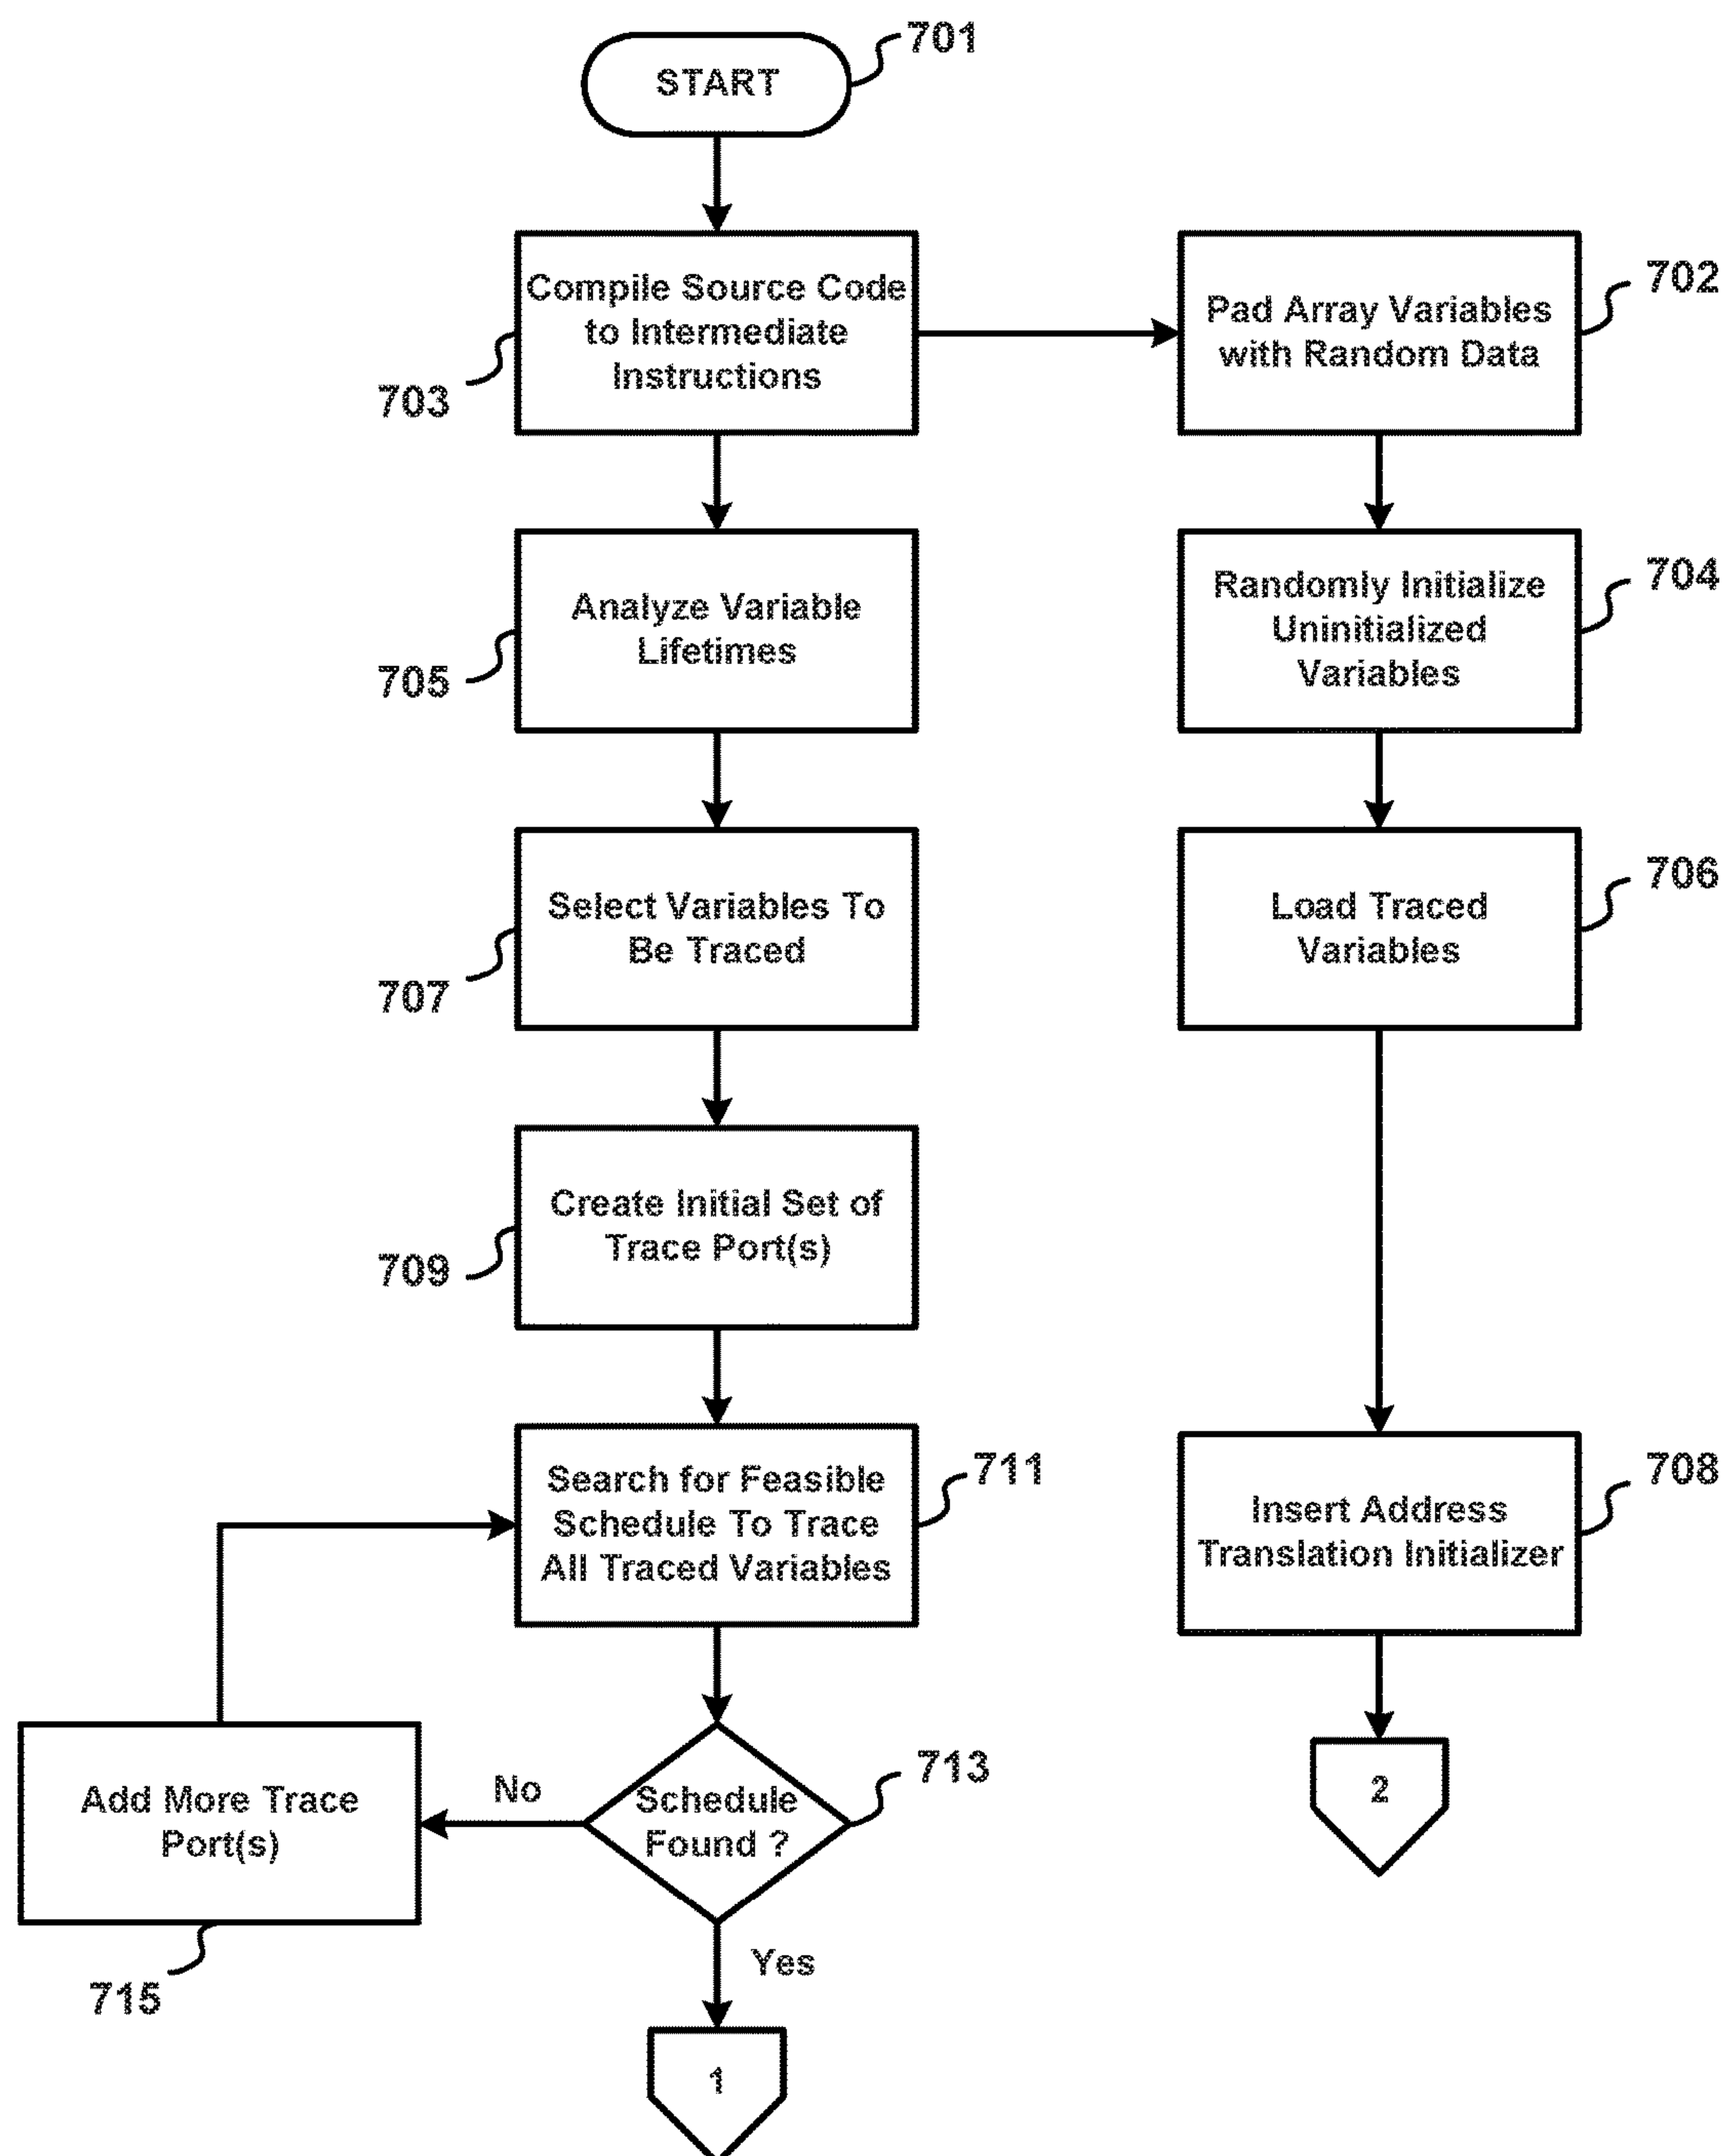 701
START
Compile Source Code
to Intermediate
Instructions
703
Pad Array Variables
with Random Data
702
Analyze Variable
Lifetimes
705
Randomly Initialize
Uninitialized
Variables
704
Select Variables To
Be Traced
707
Load Traced
Variables
706
Create Initial Set of
Trace Port(s)
709
Search for Feasible
Schedule To Trace
All Traced Variables
711
Insert Address
Translation Initializer
708
Add More Trace
Port(s)
715
No
Schedule
Found ?
713
2
Yes
1